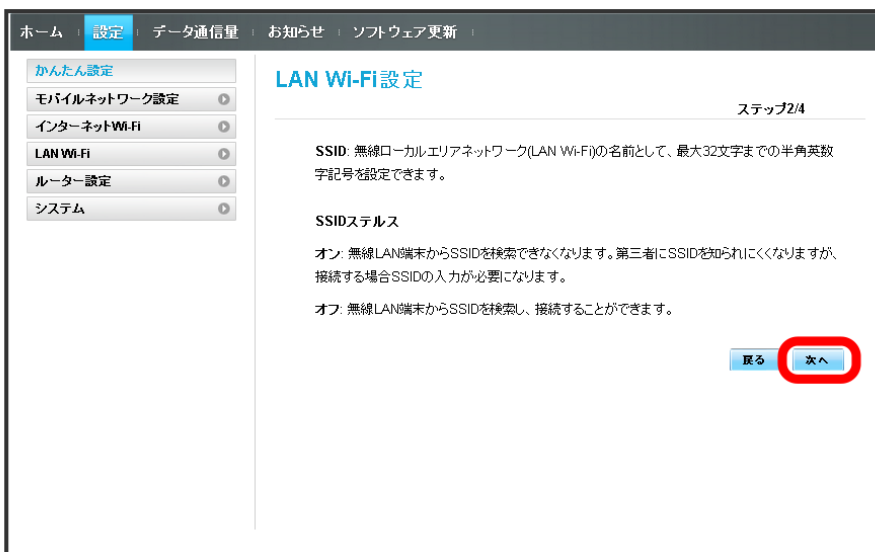 ホーム 設定 データ通信量 お知らせ ソフトウェア更新
かんたん設定
モバイルネットワーク設定
インターネットWi-Fi
LAN Wi-Fi
ルーター設定
システム
LAN Wi-Fi設定
ステップ2/4
SSID: 無線ローカルエリアネットワーク(LAN Wi-Fi)の名前として、最大32文字までの半角英数
字記号を設定できます。
SSIDステルス
オン: 無線LAN端末からSSIDを検索できなくなります。第三者にSSIDを知られにくくなりますが、
接続する場合SSIDの入力が必要になります。
オフ: 無線LAN端末からSSIDを検索し、接続することができます。
戻る 次へ